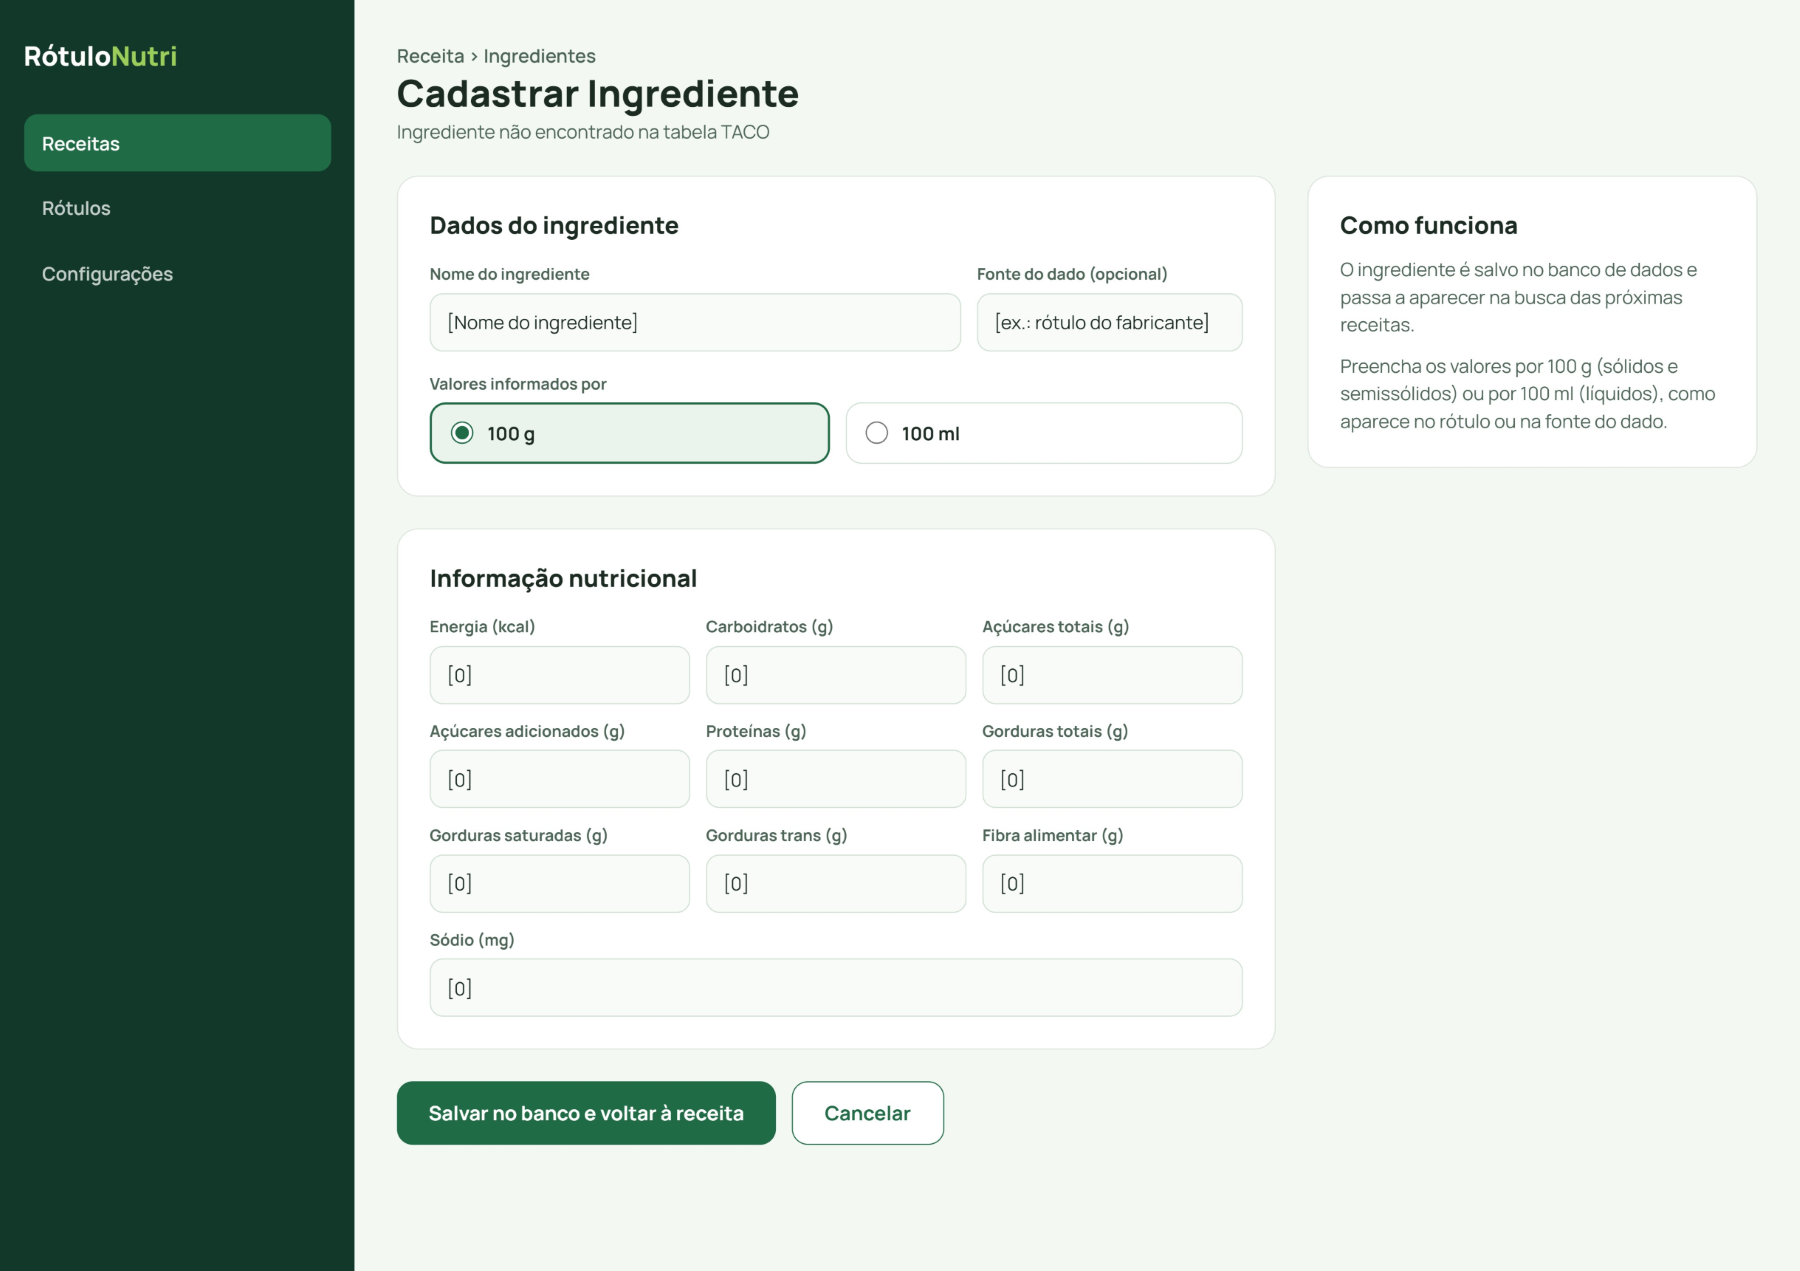 RótuloNutri
Receitas
Rótulos
Configurações
Receita › Ingredientes
Cadastrar Ingrediente
Ingrediente não encontrado na tabela TACO
Dados do ingrediente
Nome do ingrediente
[Nome do ingrediente]
Fonte do dado (opcional)
[ex.: rótulo do fabricante]
Valores informados por
100 g
100 ml
Como funciona
O ingrediente é salvo no banco de dados e
passa a aparecer na busca das próximas
receitas.
Preencha os valores por 100 g (sólidos e
semissólidos) ou por 100 ml (líquidos), como
aparece no rótulo ou na fonte do dado.
Informação nutricional
Energia (kcal)
[0]
Carboidratos (g)
[0]
Açúcares totais (g)
[0]
Açúcares adicionados (g)
[0]
Proteínas (g)
[0]
Gorduras totais (g)
[0]
Gorduras saturadas (g)
[0]
Gorduras trans (g)
[0]
Fibra alimentar (g)
[0]
Sódio (mg)
[0]
Salvar no banco e voltar à receita
Cancelar